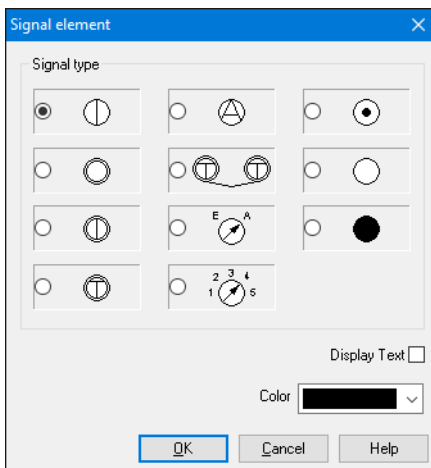 Signal element
Signal type
A
T T
E A
T
2 3 4
1 5
Display Text
Color
OK Cancel Help